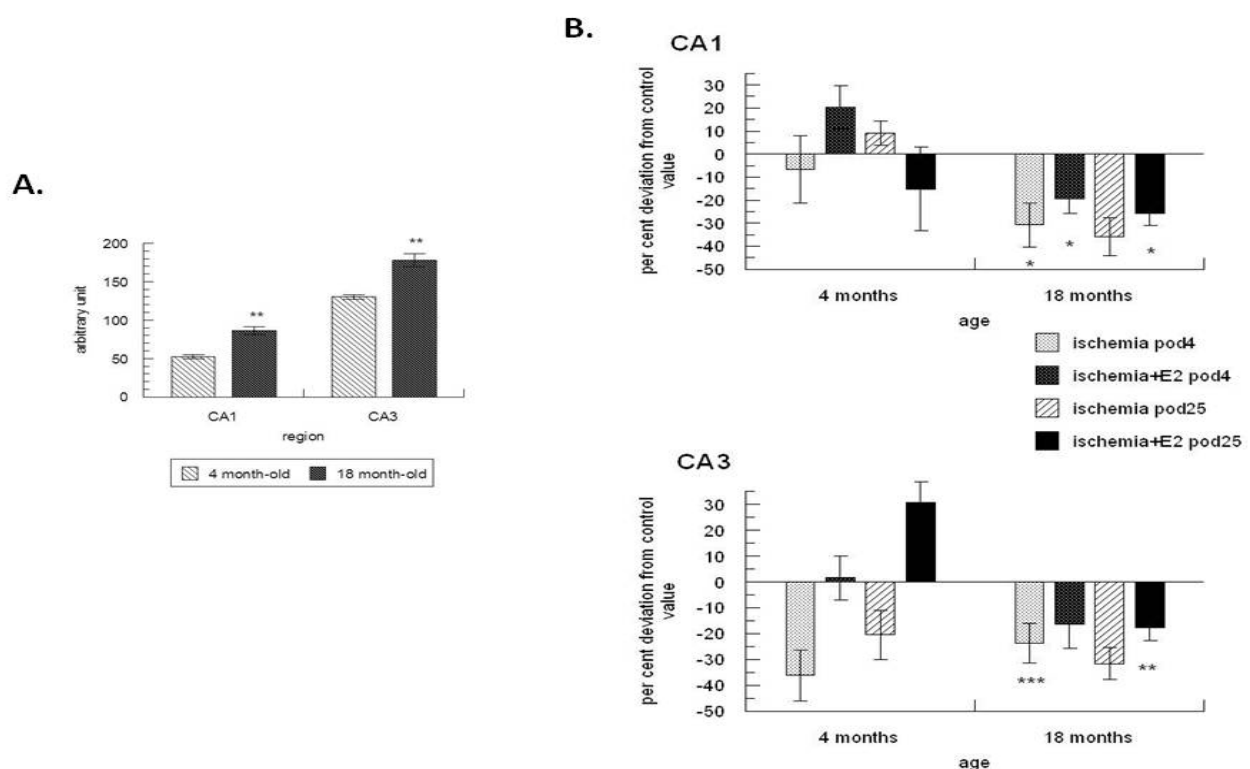 A.
200
150
100
50
0
arbitrary unit
**
**
CA1
CA3
region
4 month-old
18 month-old
B.
CA1
30
20
10
0
-10
-20
-30
-40
-50
per cent deviation from control
value
*
*
*
4 months
18 months
age
ischemia pod4
ischemia+E2 pod4
ischemia pod25
ischemia+E2 pod25
CA3
30
20
10
0
-10
-20
-30
-40
-50
per cent deviation from control
value
***
**
4 months
18 months
age